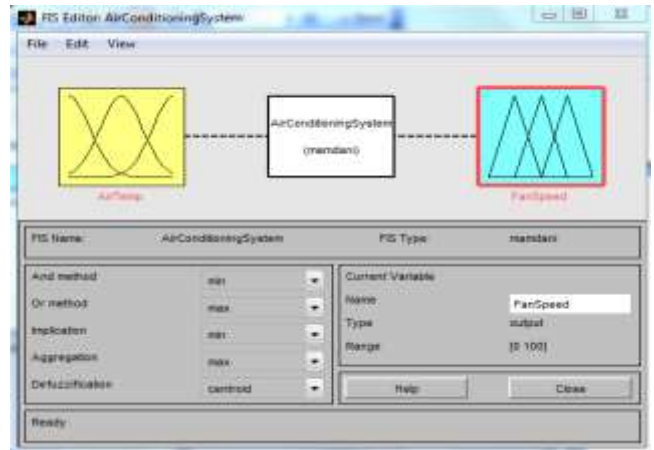 FIS Editor: AirConditioningSystem
File Edit View
AirConditioningSystem
(mamdani)
AirTemp
FanSpeed
FIS Name: AirConditioningSystem FIS Type: mamdani
And method min
Or method max
Implication min
Aggregation max
Defuzzification centroid
Current Variable
Name FanSpeed
Type output
Range [0 100]
Help Close
Ready